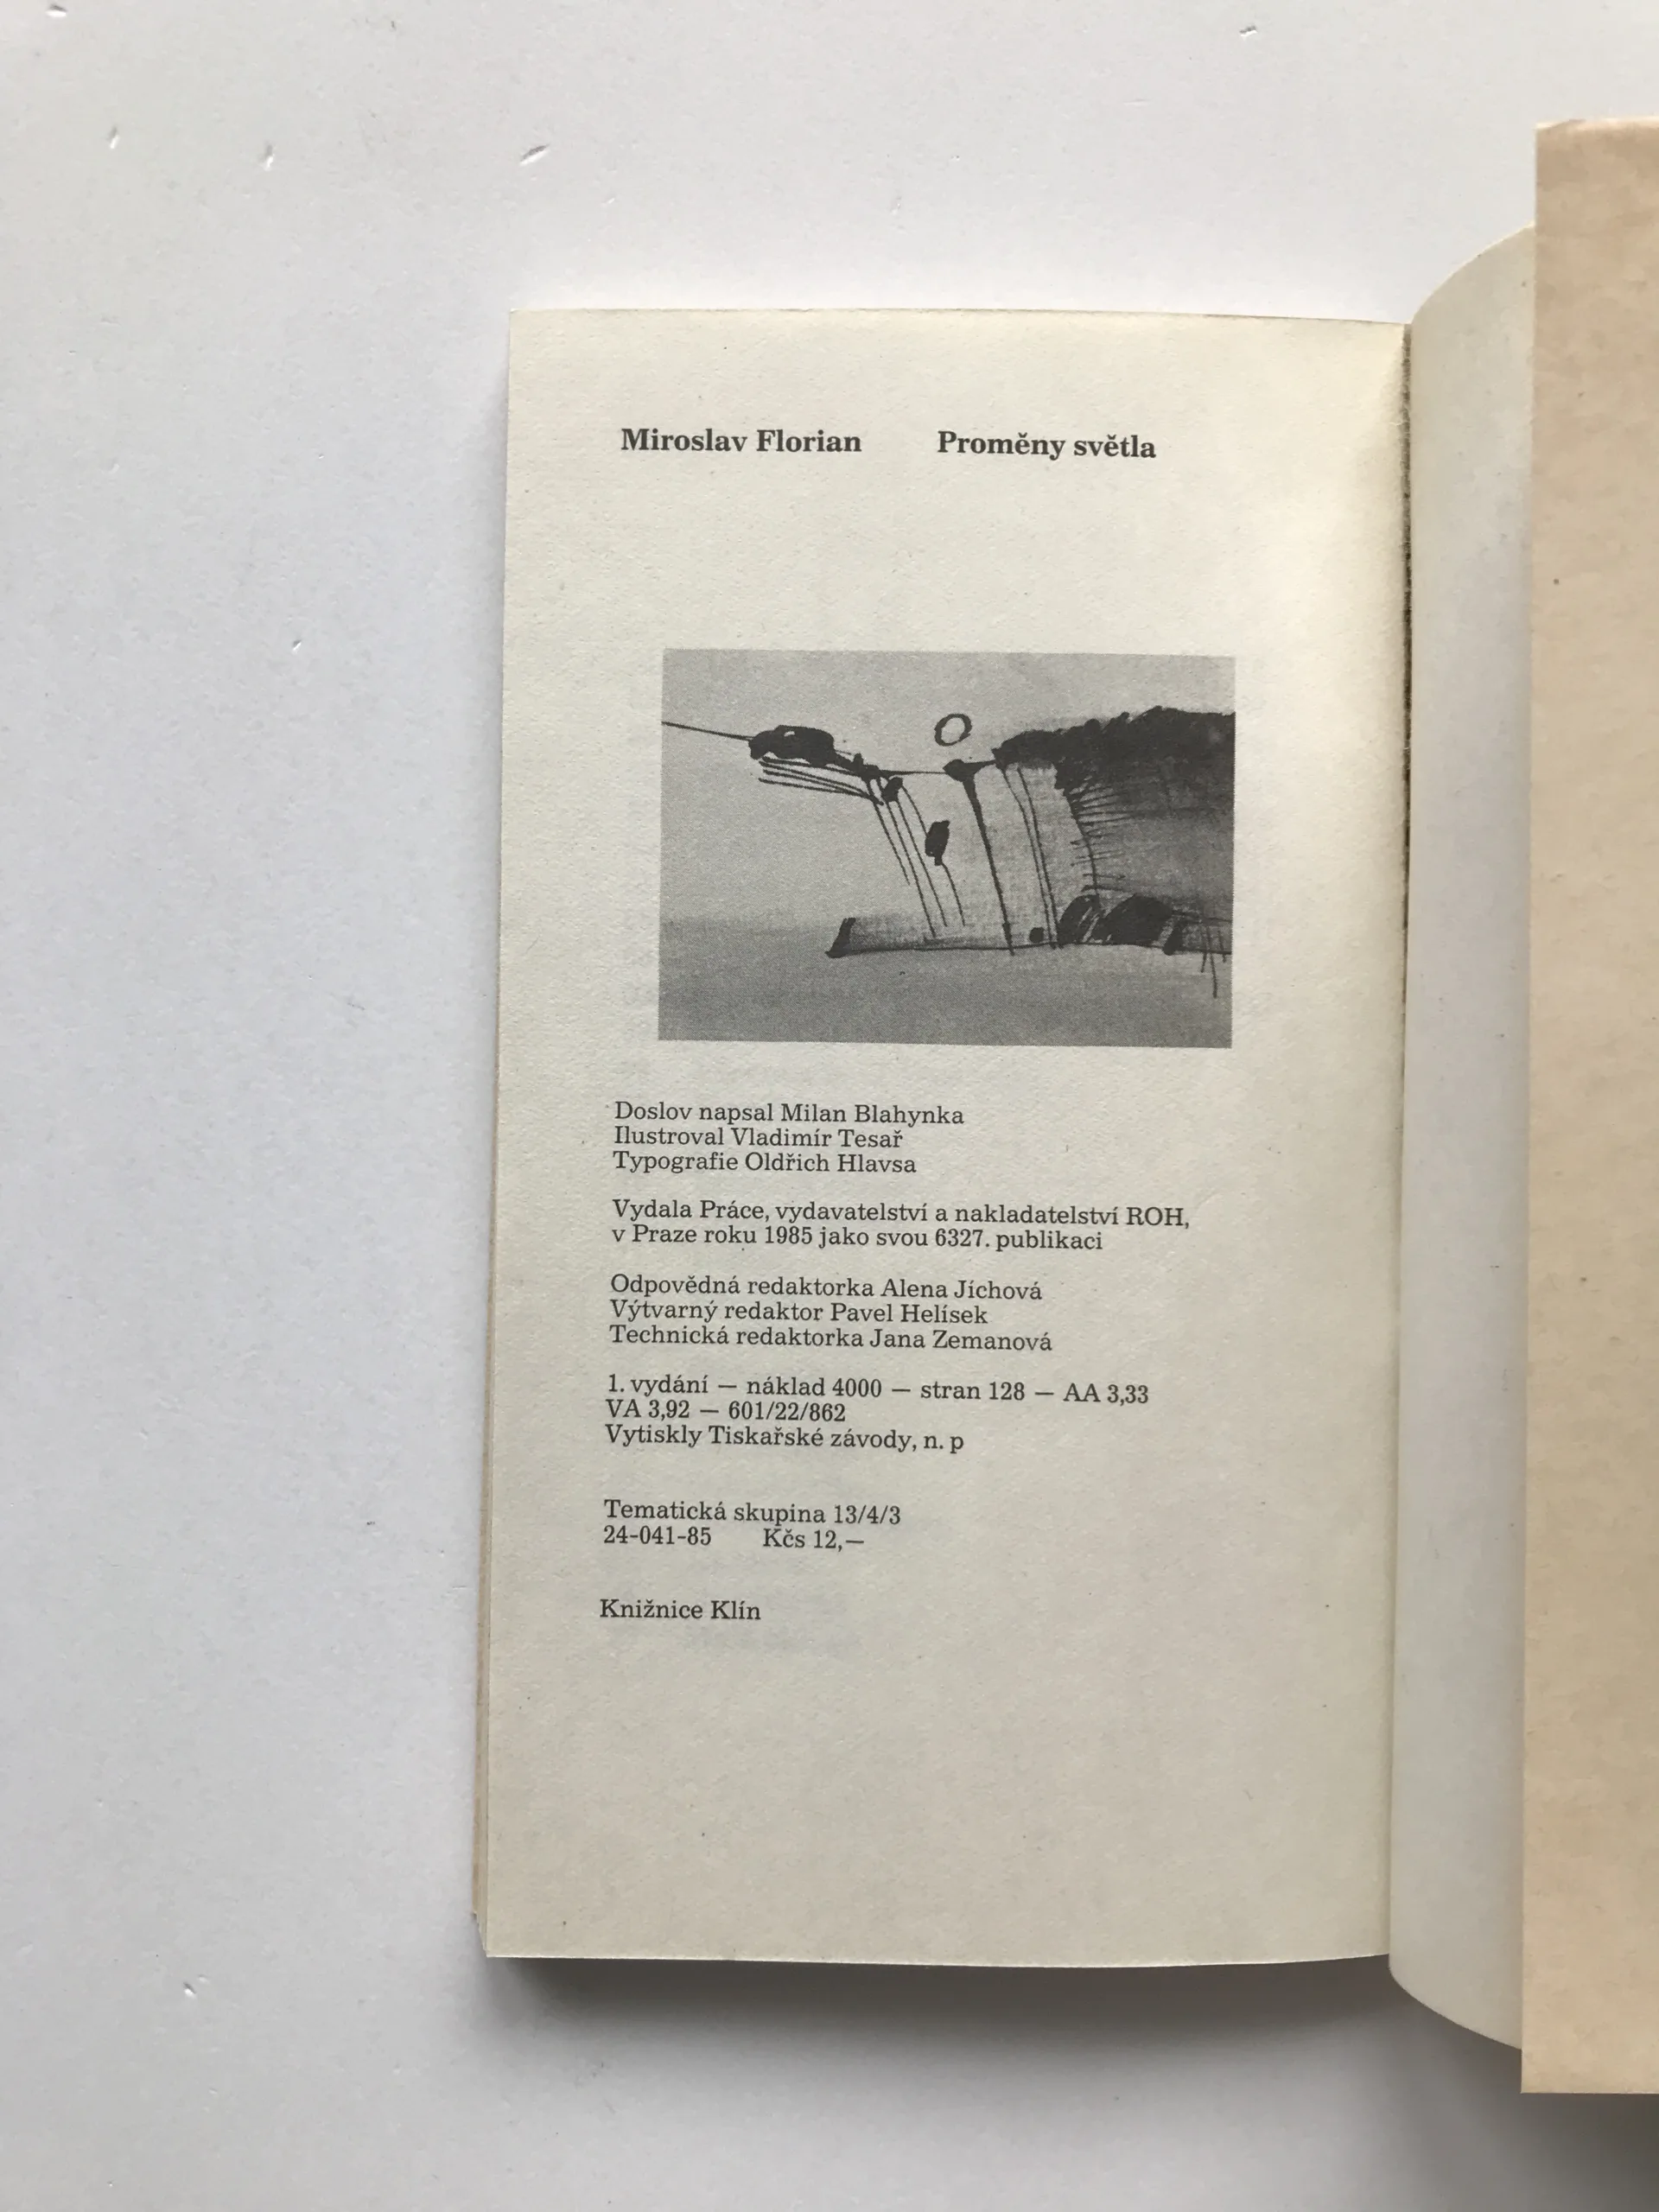 Miroslav Florian Proměny světla
Doslov napsal Milan Blahynka
Ilustroval Vladimír Tesař
Typografie Oldřich Hlavsa
Vydala Práce, vydavatelství a nakladatelství ROH,
v Praze roku 1985 jako svou 6327. publikaci
Odpovědná redaktorka Alena Jíchová
Výtvarný redaktor Pavel Helísek
Technická redaktorka Jana Zemanová
1. vydání — náklad 4000 — stran 128 — AA 3,33
VA 3,92 — 601/22/862
Vytiskly Tiskařské závody, n. p
Tematická skupina 13/4/3
24-041-85 Kčs 12,—
Knižnice Klín